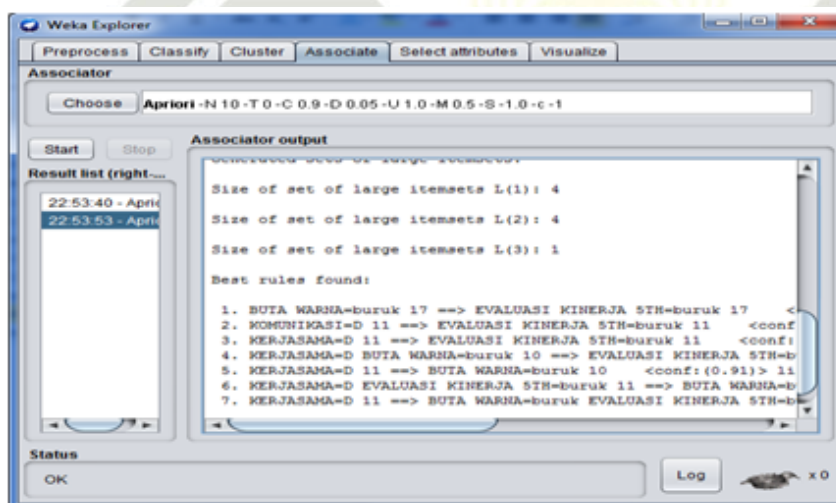 Weka Explorer
Preprocess Classify Cluster Associate Select attributes Visualize
Associator
Choose Apriori -N 10 -T 0 -C 0.9 -D 0.05 -U 1.0 -M 0.5 -S -1.0 -c -1
Start Stop
Result list (right-...
22:53:40 - Aprio
22:53:53 - Aprio
Associator output
Generated sets of large itemsets:
Size of set of large itemsets L(1): 4
Size of set of large itemsets L(2): 4
Size of set of large itemsets L(3): 1
Best rules found:
1. BUTA WARNA=buruk 17 ==> EVALUASI KINERJA 5TH=buruk 17 <
2. KOMUNIKASI=D 11 ==> EVALUASI KINERJA 5TH=buruk 11 <conf
3. KERJASAMA=D 11 ==> EVALUASI KINERJA 5TH=buruk 11 <conf:
4. KERJASAMA=D BUTA WARNA=buruk 10 ==> EVALUASI KINERJA 5TH=b
5. KERJASAMA=D 11 ==> BUTA WARNA=buruk 10 <conf:(0.91)> li
6. KERJASAMA=D EVALUASI KINERJA 5TH=buruk 11 ==> BUTA WARNA=b
7. KERJASAMA=D 11 ==> BUTA WARNA=buruk EVALUASI KINERJA 5TH=b
Status
OK
Log
x 0